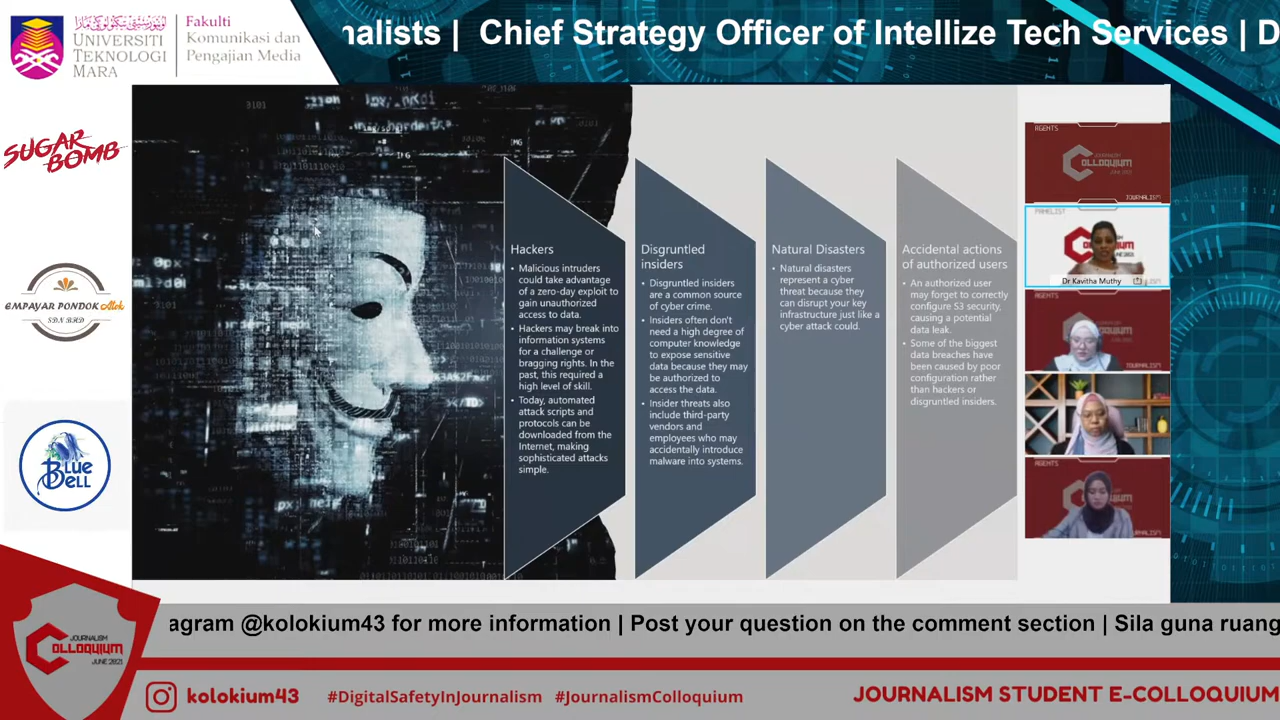 UNIVERSITI
TEKNOLOGI
MARA
Fakulti
Komunikasi dan
Pengajian Media
nalists | Chief Strategy Officer of Intellize Tech Services | D
SUGAR
BOMB
EMPAYAR PONDOK Atok
SDN BHD
BLUE
BELL
Hackers
• Malicious intruders
could take advantage
of a zero-day exploit to
gain unauthorized
access to data.
• Hackers may break into
information systems
for a challenge or
bragging rights. In the
past, this required a
high level of skill.
• Today, automated
attack scripts and
protocols can be
downloaded from the
Internet, making
sophisticated attacks
simple.
Disgruntled
insiders
• Disgruntled insiders
are a common source
of cyber crime.
• Insiders often don't
need a high degree of
computer knowledge
to expose sensitive
data because they may
be authorized to
access the data.
• Insider threats also
include third-party
vendors and
employees who may
accidentally introduce
malware into systems.
Natural Disasters
• Natural disasters
represent a cyber
threat because they
can disrupt your key
infrastructure just like a
cyber attack could.
Accidental actions
of authorized users
• An authorized user
may forget to correctly
configure S3 security,
causing a potential
data leak.
• Some of the biggest
data breaches have
been caused by poor
configuration rather
than hackers or
disgruntled insiders.
AGENTS
JOURNALISM
COLLOQUIUM
JOURNALISM
PANELIST
Dr Kavitha Muthy
AGENTS
JOURNALISM
AGENTS
agram @kolokium43 for more information | Post your question on the comment section | Sila guna ruang
JOURNALISM
COLLOQUIUM
JUNE 2021
kolokium43
#DigitalSafetyInJournalism #JournalismColloquium
JOURNALISM STUDENT E-COLLOQUIUM